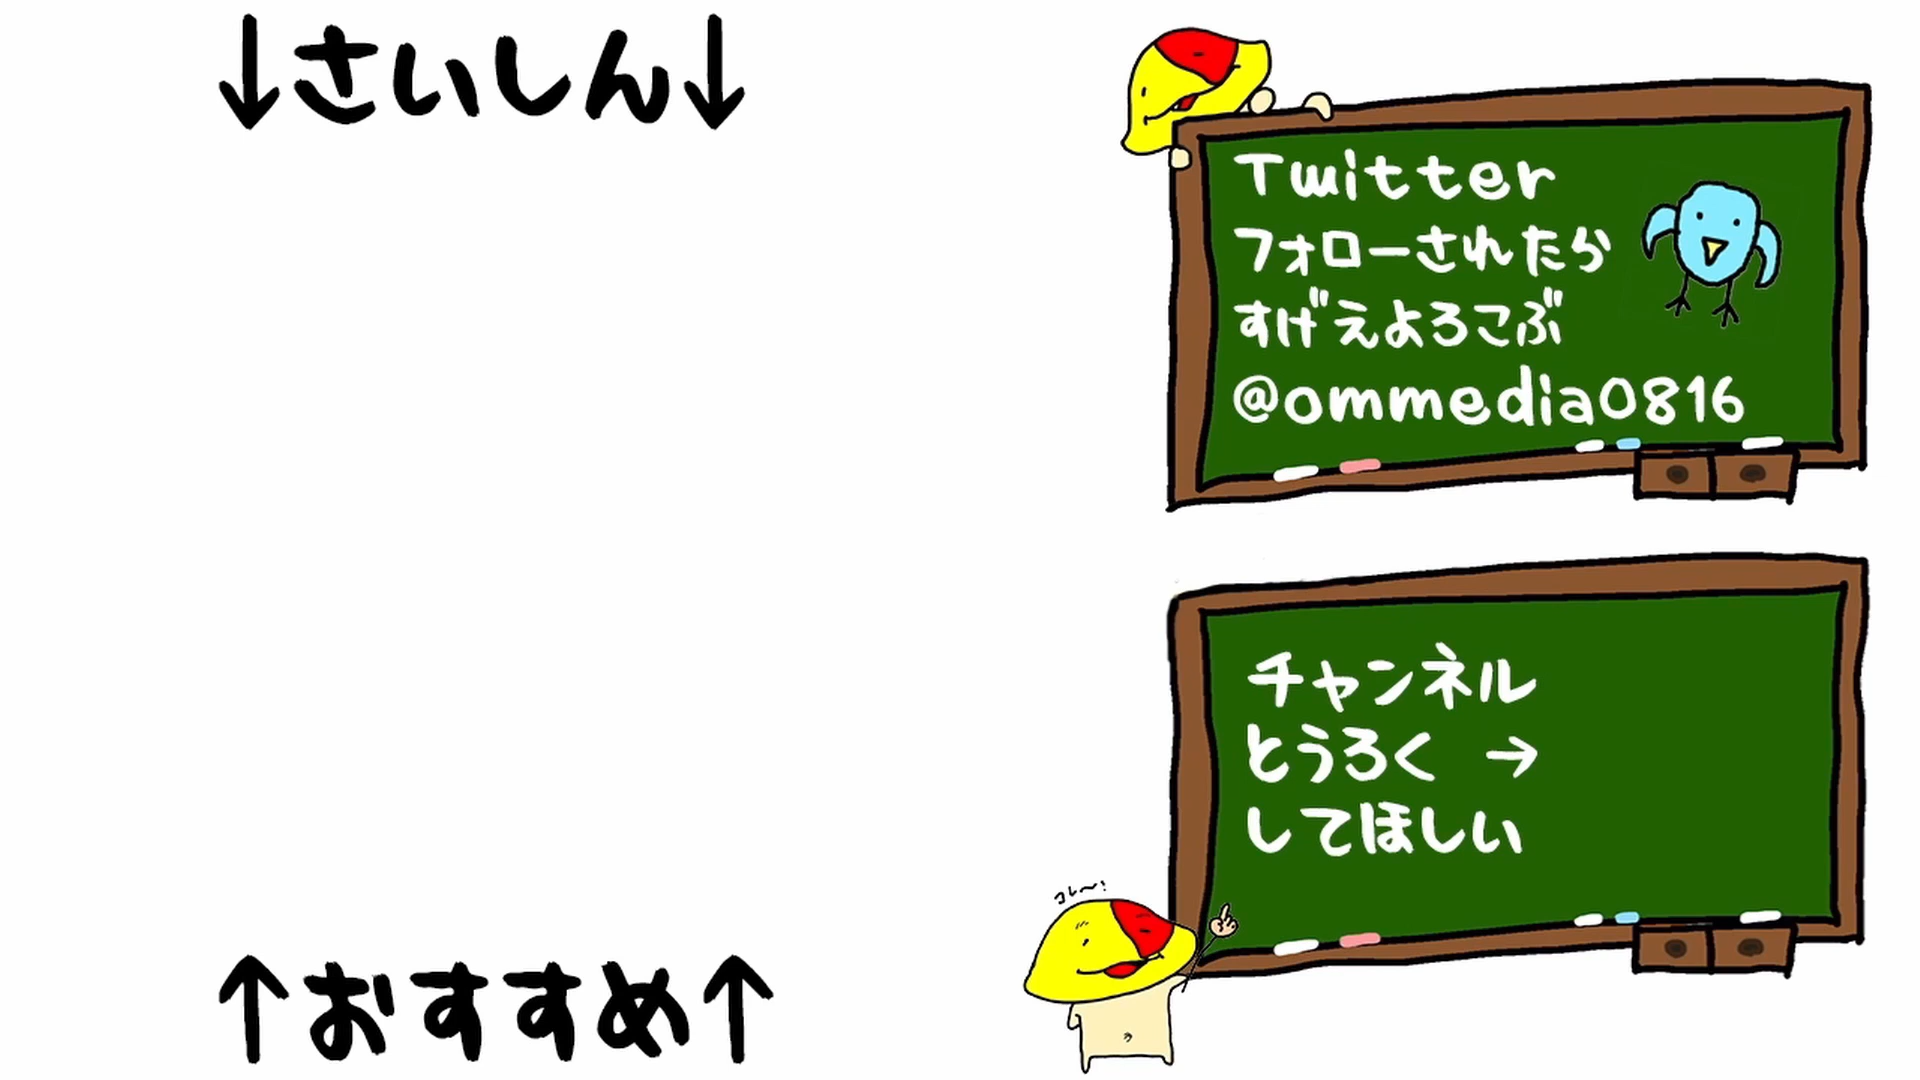 ↓さいしん↓
Twitter
フォローされたら
すげえよろこぶ
@ommedia0816
チャンネル
とうろく →
してほしい
コレ〜!
↑おすすめ↑